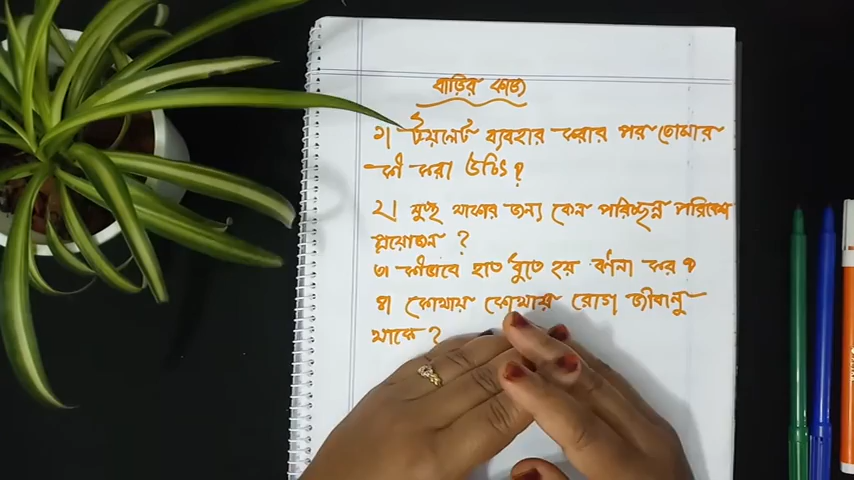 বাড়ির কাজ
১। টয়লেট ব্যবহার করার পর তোমার
কী করা উচিৎ?
২। সুস্থ থাকার জন্য কেন পরিচ্ছন্ন পরিবেশ
প্রয়োজন ?
৩। কীভাবে হাত ধুতে হয় বর্ণনা কর ?
৪। কোথায় কোথায় রোগ জীবানু
থাকে ?